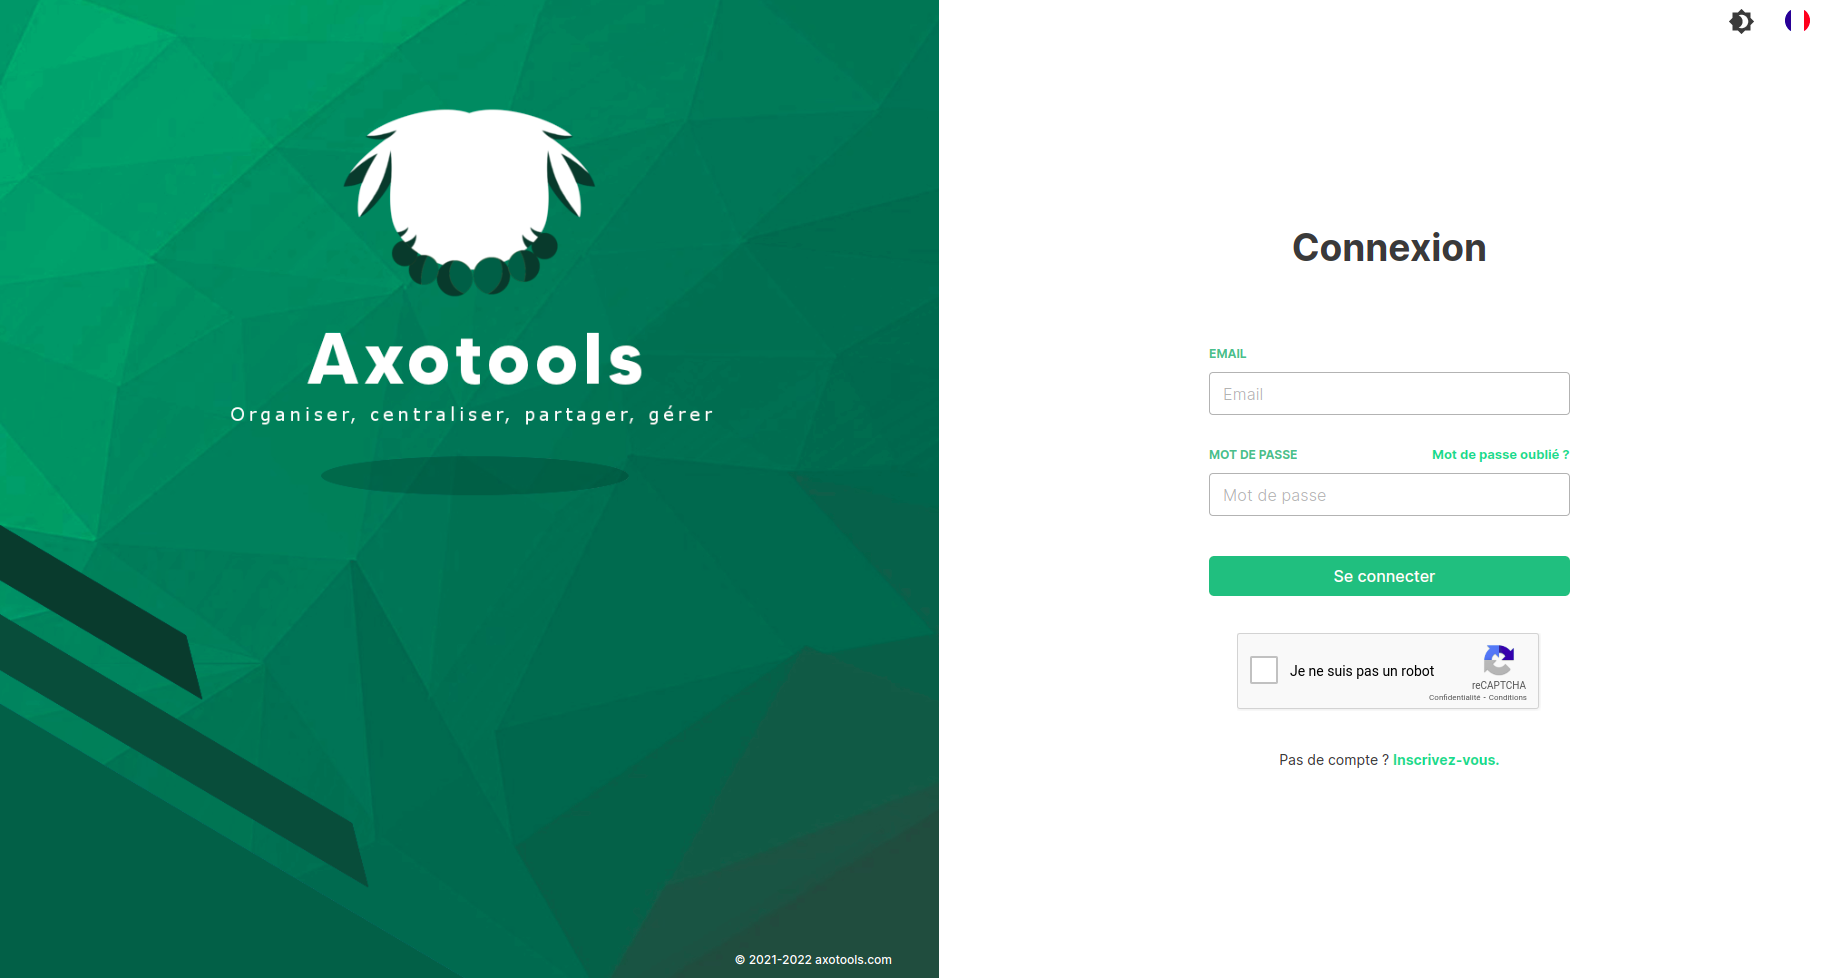 Axotools
Organiser, centraliser, partager, gérer
© 2021-2022 axotools.com
Connexion
EMAIL
Email
MOT DE PASSE Mot de passe oublié ?
Mot de passe
Se connecter
Je ne suis pas un robot
reCAPTCHA
Confidentialité - Conditions
Pas de compte ? Inscrivez-vous.